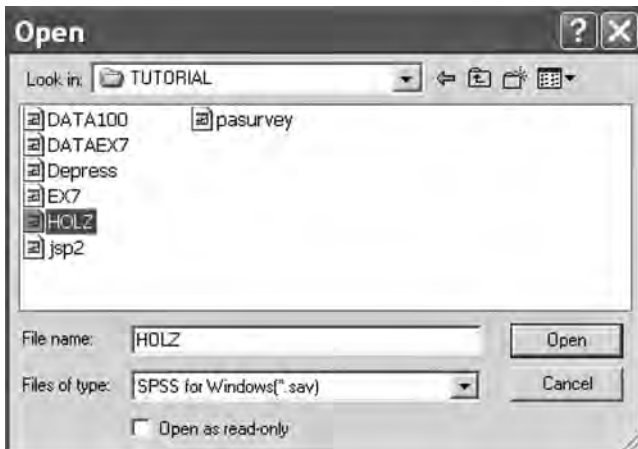 Open
Look in: TUTORIAL
DATA100
DATAEX7
Depress
EX7
HOLZ
jsp2
pasurvey
File name: HOLZ
Open
Files of type: SPSS for Windows(*.sav)
Cancel
Open as read-only